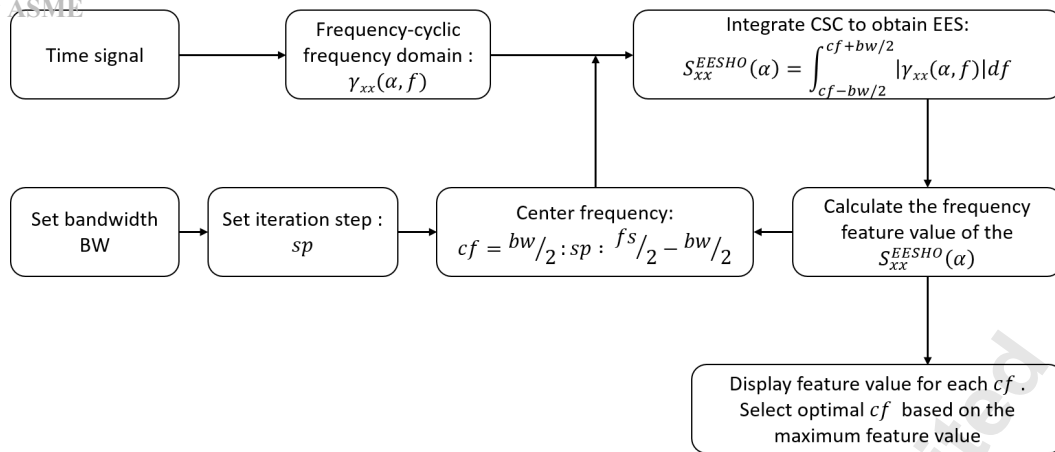 ASME
Time signal
Frequency-cyclic
frequency domain :
γ_xx(α, f)
Integrate CSC to obtain EES:
S_xx^EESHO(α) = ∫_{cf−bw/2}^{cf+bw/2} |γ_xx(α, f)|df
Set bandwidth
BW
Set iteration step :
sp
Center frequency:
cf = bw/2 : sp : fs/2 − bw/2
Calculate the frequency
feature value of the
S_xx^EESHO(α)
Display feature value for each cf .
Select optimal cf based on the
maximum feature value